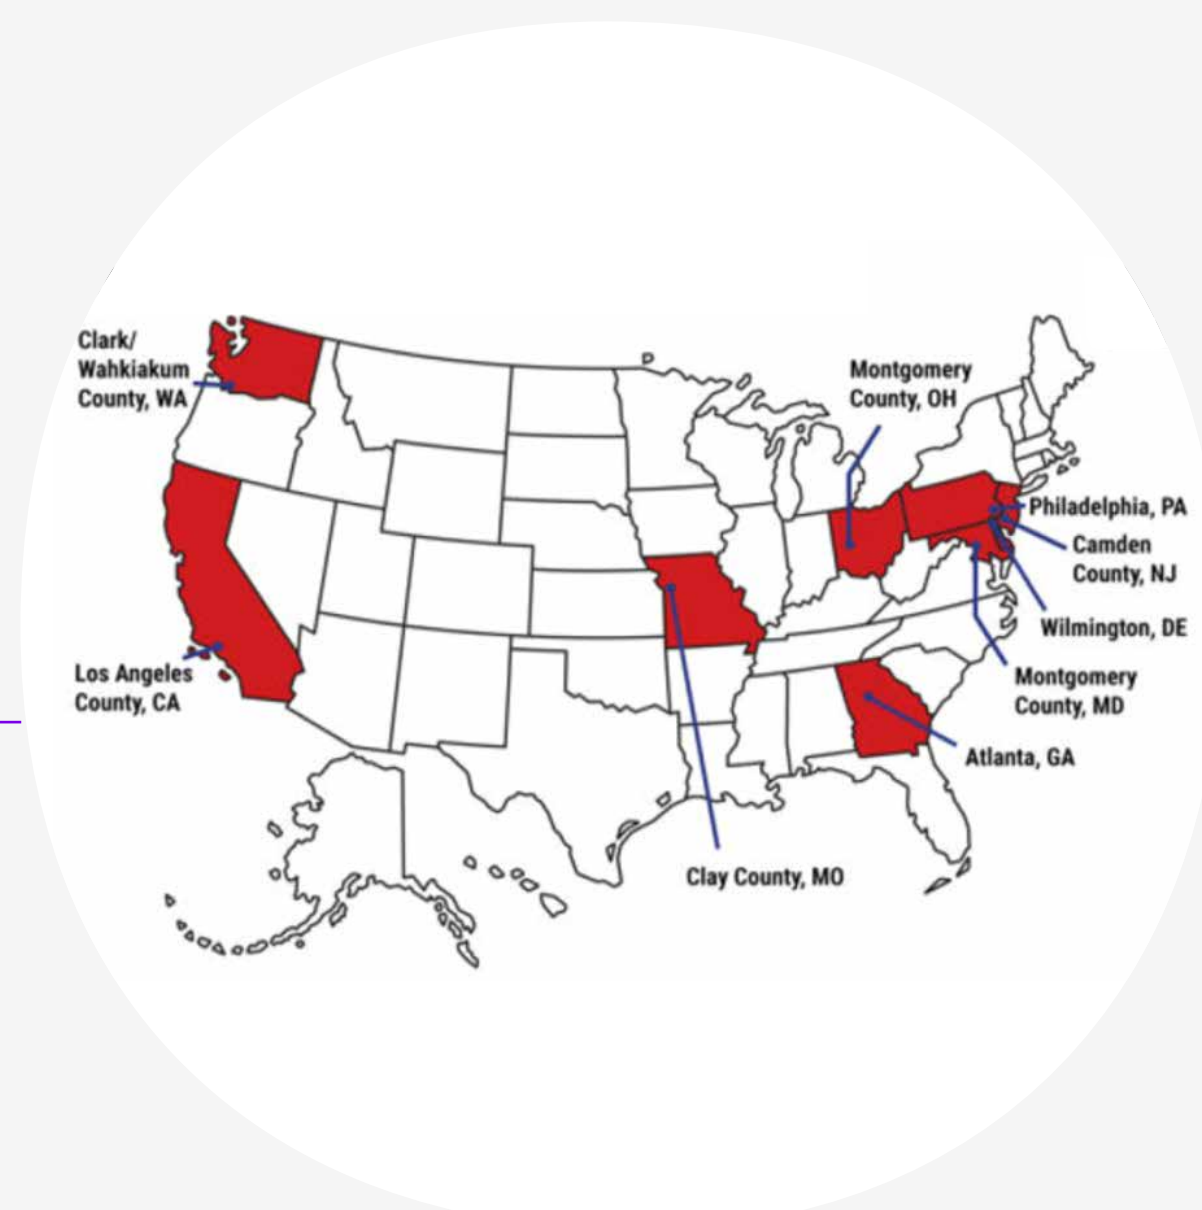 Clark/
Wahkiakum
County, WA
Montgomery
County, OH
Philadelphia, PA
Camden
County, NJ
Wilmington, DE
Los Angeles
County, CA
Montgomery
County, MD
Atlanta, GA
Clay County, MO